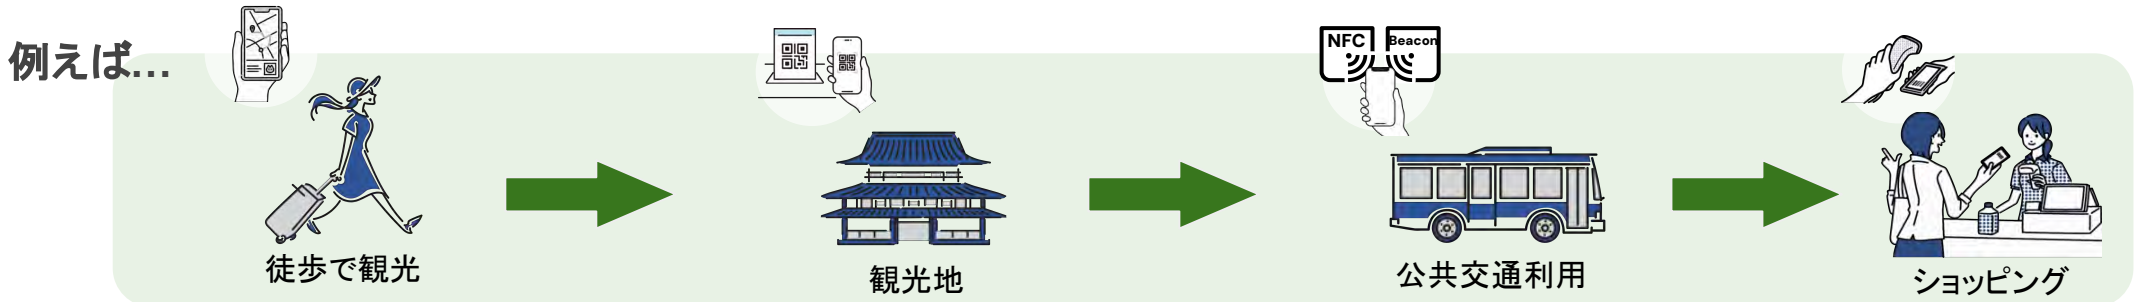 例えば…
NFC
Beacon
徒歩で観光
観光地
公共交通利用
ショッピング